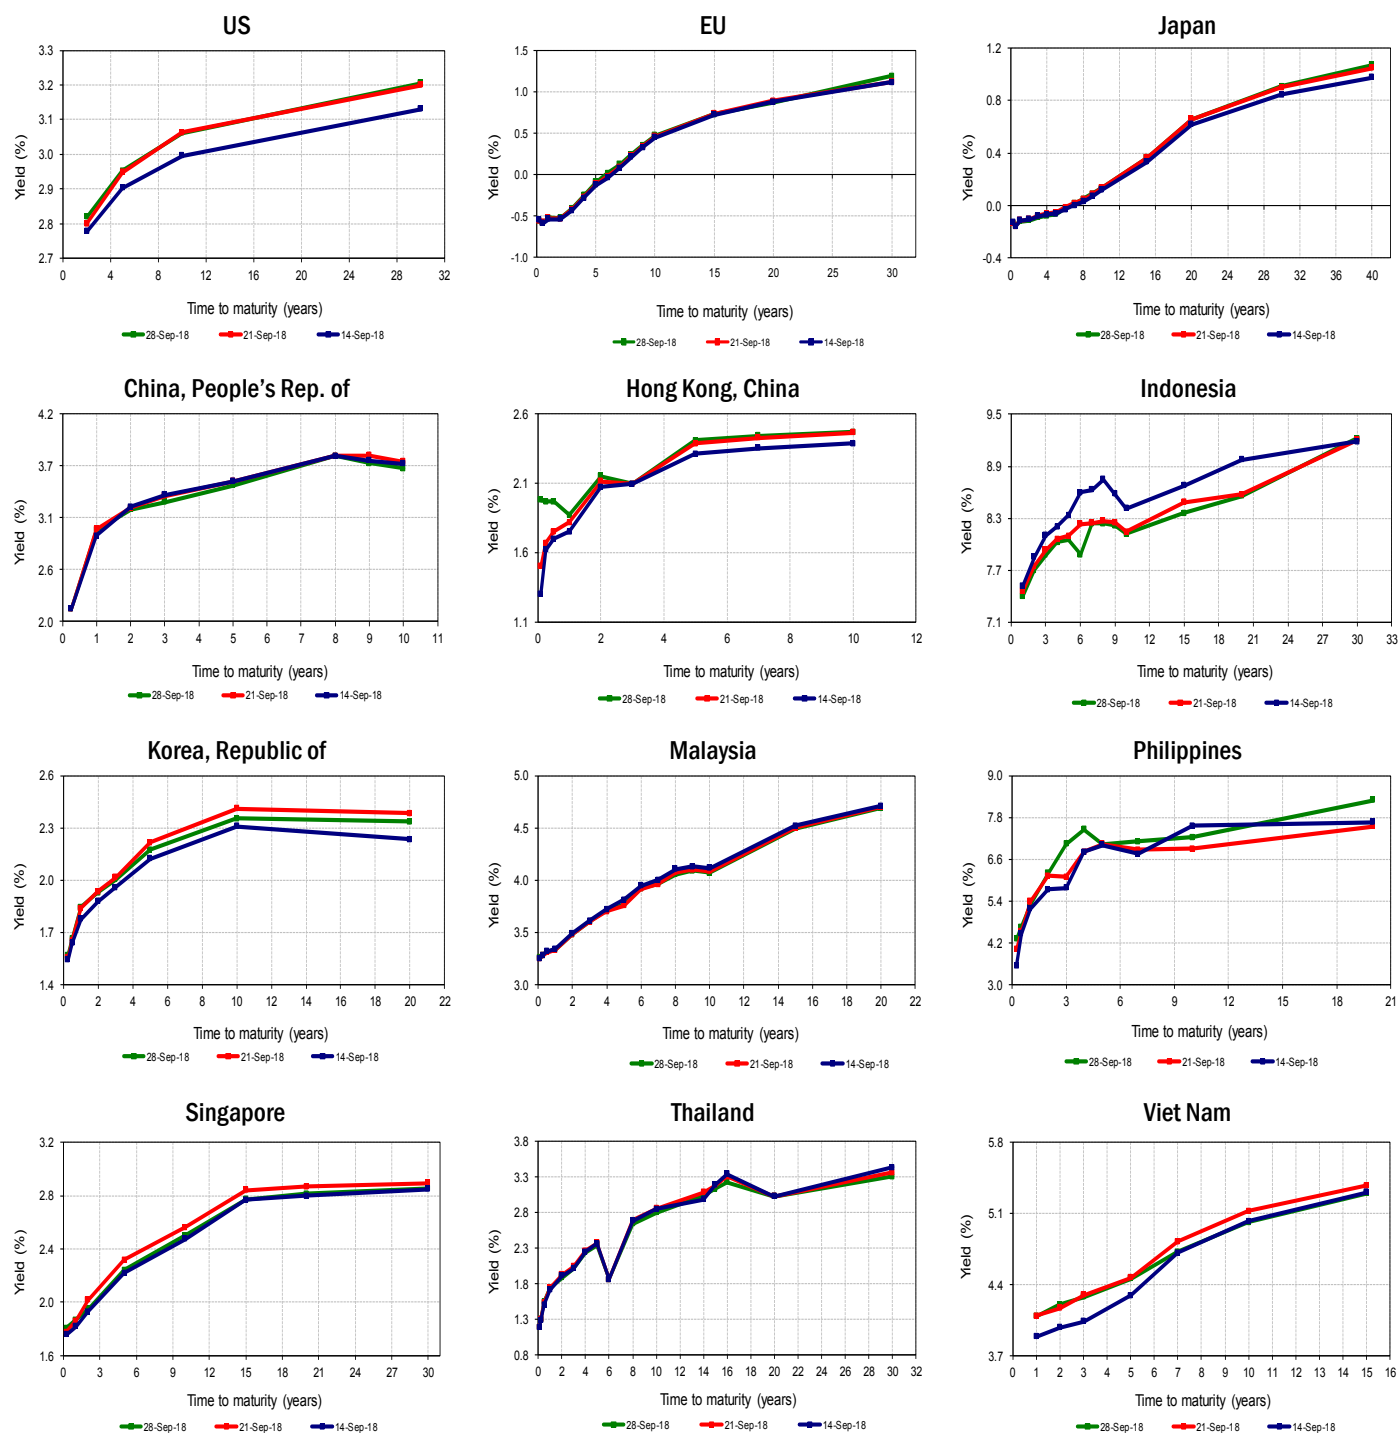 US
3.3
3.2
3.1
3.0
2.9
2.8
2.7
Yield (%)
0 4 8 12 16 20 24 28 32
Time to maturity (years)
28-Sep-18 21-Sep-18 14-Sep-18
EU
1.5
1.0
0.5
0.0
-0.5
-1.0
Yield (%)
0 5 10 15 20 25 30
Time to maturity (years)
28-Sep-18 21-Sep-18 14-Sep-18
Japan
1.2
0.8
0.4
0.0
-0.4
Yield (%)
0 4 8 12 16 20 24 28 32 36 40
Time to maturity (years)
28-Sep-18 21-Sep-18 14-Sep-18
China, People's Rep. of
4.2
3.7
3.1
2.6
2.0
Yield (%)
0 1 2 3 4 5 6 7 8 9 10 11
Time to maturity (years)
28-Sep-18 21-Sep-18 14-Sep-18
Hong Kong, China
2.6
2.1
1.6
1.1
Yield (%)
0 2 4 6 8 10 12
Time to maturity (years)
28-Sep-18 21-Sep-18 14-Sep-18
Indonesia
9.5
8.9
8.3
7.7
7.1
Yield (%)
0 3 6 9 12 15 18 21 24 27 30 33
Time to maturity (years)
28-Sep-18 21-Sep-18 14-Sep-18
Korea, Republic of
2.6
2.3
2.0
1.7
1.4
Yield (%)
0 2 4 6 8 10 12 14 16 18 20 22
Time to maturity (years)
28-Sep-18 21-Sep-18 14-Sep-18
Malaysia
5.0
4.5
4.0
3.5
3.0
Yield (%)
0 2 4 6 8 10 12 14 16 18 20 22
Time to maturity (years)
28-Sep-18 21-Sep-18 14-Sep-18
Philippines
9.0
7.8
6.6
5.4
4.2
3.0
Yield (%)
0 3 6 9 12 15 18 21
Time to maturity (years)
28-Sep-18 21-Sep-18 14-Sep-18
Singapore
3.2
2.8
2.4
2.0
1.6
Yield (%)
0 3 6 9 12 15 18 21 24 27 30
Time to maturity (years)
28-Sep-18 21-Sep-18 14-Sep-18
Thailand
3.8
3.3
2.8
2.3
1.8
1.3
0.8
Yield (%)
0 2 4 6 8 10 12 14 16 18 20 22 24 26 28 30 32
Time to maturity (years)
28-Sep-18 21-Sep-18 14-Sep-18
Viet Nam
5.8
5.1
4.4
3.7
Yield (%)
0 1 2 3 4 5 6 7 8 9 10 11 12 13 14 15 16
Time to maturity (years)
28-Sep-18 21-Sep-18 14-Sep-18